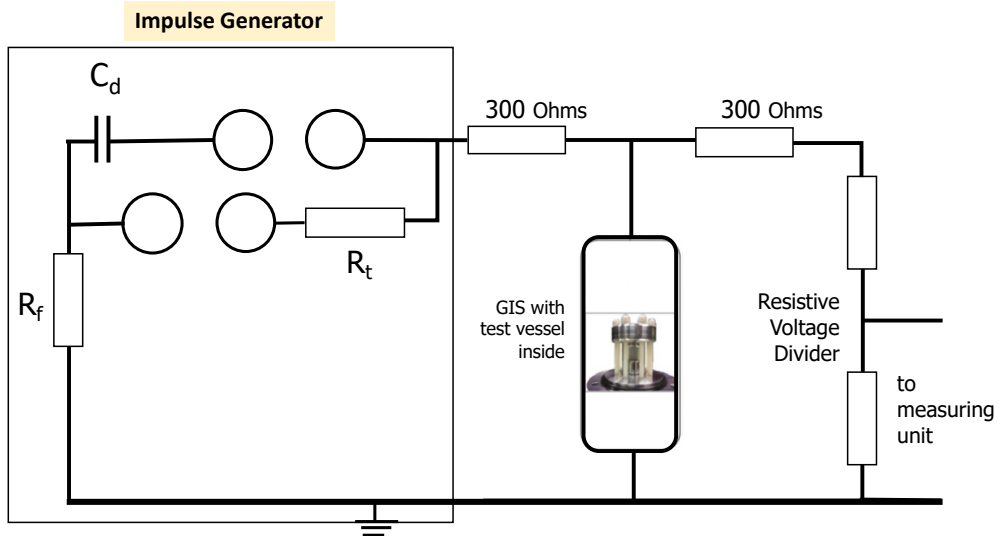 Impulse Generator
C_d
300 Ohms
300 Ohms
R_t
R_f
GIS with
test vessel
inside
Resistive
Voltage
Divider
to
measuring
unit